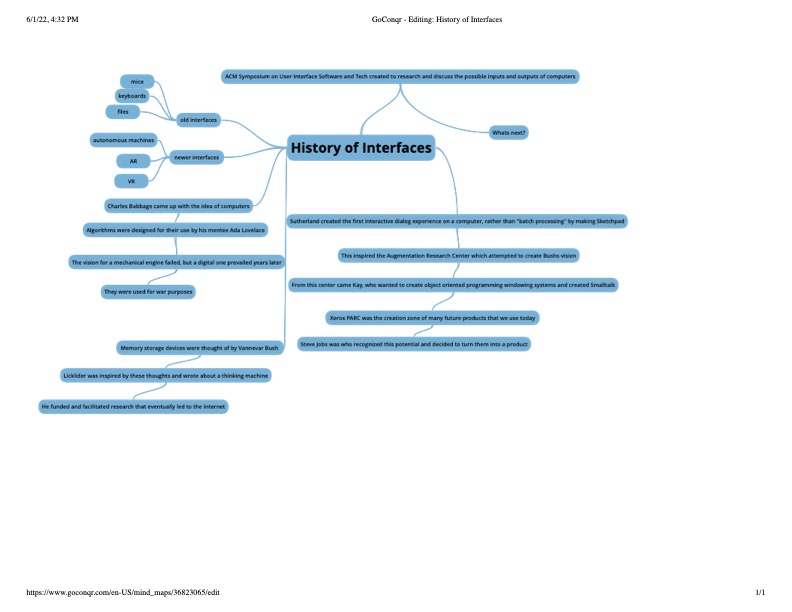 6/1/22, 4:32 PM
GoConqr - Editing: History of Interfaces
ACM Symposium on User Interface Software and Tech created to research and discuss the possible inputs and outputs of computers
mice
keyboards
files
old interfaces
Whats next?
autonomous machines
AR
VR
newer interfaces
History of Interfaces
Charles Babbage came up with the idea of computers
Algorithms were designed for their use by his mentee Ada Lovelace
The vision for a mechanical engine failed, but a digital one prevailed years later
They were used for war purposes
Sutherland created the first interactive dialog experience on a computer, rather than "batch processing" by making Sketchpad
This inspired the Augmentation Research Center which attempted to create Bushs vision
From this center came Kay, who wanted to create object oriented programming windowing systems and created Smalltalk
Xerox PARC was the creation zone of many future products that we use today
Steve Jobs was who recognized this potential and decided to turn them into a product
Memory storage devices were thought of by Vannevar Bush
Licklider was inspired by these thoughts and wrote about a thinking machine
He funded and facilitated research that eventually led to the internet
https://www.goconqr.com/en-US/mind_maps/36823065/edit
1/1